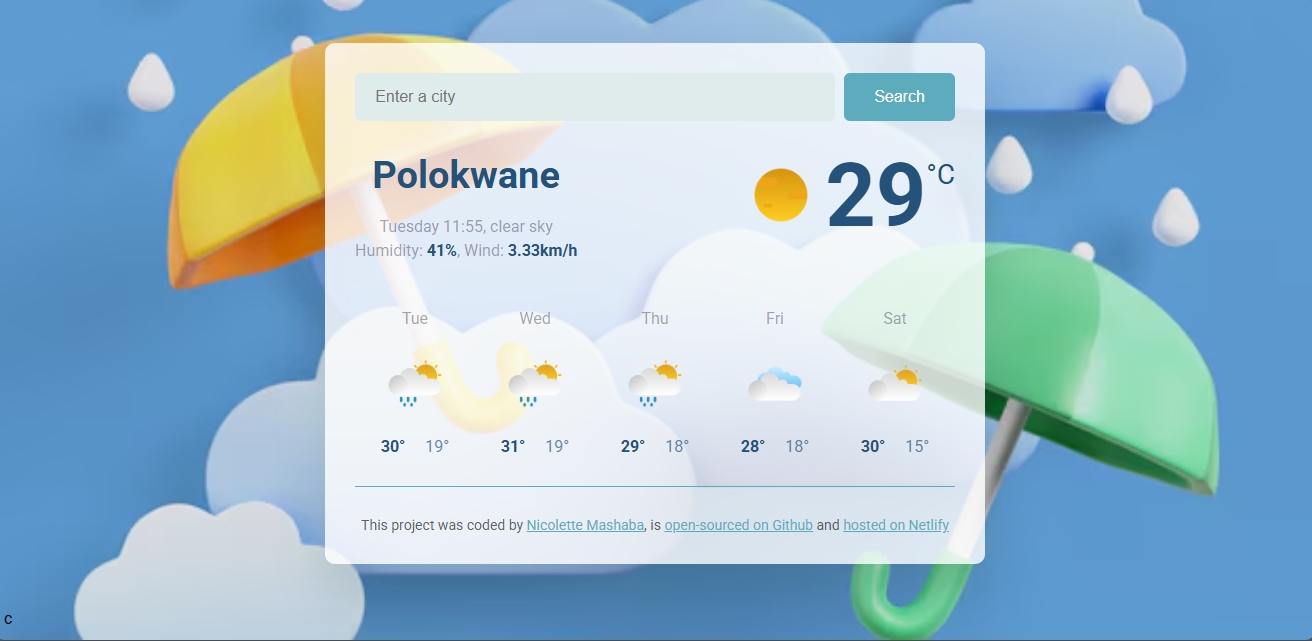 Enter a city
Search
Polokwane
29 °C
Tuesday 11:55, clear sky
Humidity: 41%, Wind: 3.33km/h
Tue Wed Thu Fri Sat
30° 19° 31° 19° 29° 18° 28° 18° 30° 15°
This project was coded by Nicolette Mashaba, is open-sourced on Github and hosted on Netlify
c